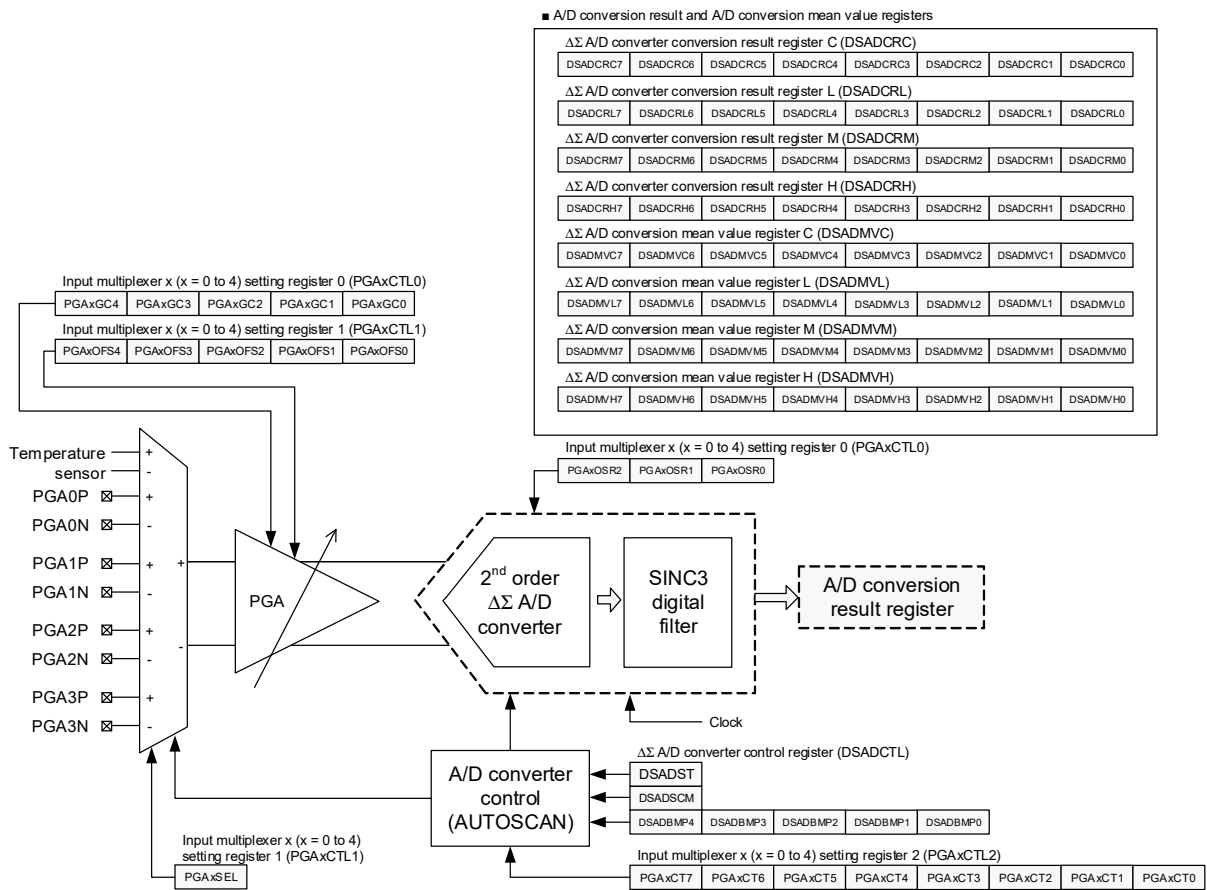 ■ A/D conversion result and A/D conversion mean value registers
ΔΣ A/D converter conversion result register C (DSADCRC)
DSADCRC7 DSADCRC6 DSADCRC5 DSADCRC4 DSADCRC3 DSADCRC2 DSADCRC1 DSADCRC0
ΔΣ A/D converter conversion result register L (DSADCRL)
DSADCRL7 DSADCRL6 DSADCRL5 DSADCRL4 DSADCRL3 DSADCRL2 DSADCRL1 DSADCRL0
ΔΣ A/D converter conversion result register M (DSADCRM)
DSADCRM7 DSADCRM6 DSADCRM5 DSADCRM4 DSADCRM3 DSADCRM2 DSADCRM1 DSADCRM0
ΔΣ A/D converter conversion result register H (DSADCRH)
DSADCRH7 DSADCRH6 DSADCRH5 DSADCRH4 DSADCRH3 DSADCRH2 DSADCRH1 DSADCRH0
ΔΣ A/D conversion mean value register C (DSADMVC)
DSADMVC7 DSADMVC6 DSADMVC5 DSADMVC4 DSADMVC3 DSADMVC2 DSADMVC1 DSADMVC0
ΔΣ A/D conversion mean value register L (DSADMVL)
DSADMVL7 DSADMVL6 DSADMVL5 DSADMVL4 DSADMVL3 DSADMVL2 DSADMVL1 DSADMVL0
ΔΣ A/D conversion mean value register M (DSADMVM)
DSADMVM7 DSADMVM6 DSADMVM5 DSADMVM4 DSADMVM3 DSADMVM2 DSADMVM1 DSADMVM0
ΔΣ A/D conversion mean value register H (DSADMVH)
DSADMVH7 DSADMVH6 DSADMVH5 DSADMVH4 DSADMVH3 DSADMVH2 DSADMVH1 DSADMVH0
Input multiplexer x (x = 0 to 4) setting register 0 (PGAxCTL0)
PGAxGC4 PGAxGC3 PGAxGC2 PGAxGC1 PGAxGC0
Input multiplexer x (x = 0 to 4) setting register 1 (PGAxCTL1)
PGAxOFS4 PGAxOFS3 PGAxOFS2 PGAxOFS1 PGAxOFS0
Input multiplexer x (x = 0 to 4) setting register 0 (PGAxCTL0)
PGAxOSR2 PGAxOSR1 PGAxOSR0
Temperature +
sensor -
PGA0P +
PGA0N -
PGA1P + +
PGA1N -
PGA2P +
PGA2N - -
PGA3P +
PGA3N -
PGA
2nd order
ΔΣ A/D
converter
SINC3
digital
filter
A/D conversion
result register
Clock
A/D converter
control
(AUTOSCAN)
ΔΣ A/D converter control register (DSADCTL)
DSADST
DSADSCM
DSADBMP4 DSADBMP3 DSADBMP2 DSADBMP1 DSADBMP0
Input multiplexer x (x = 0 to 4)
setting register 1 (PGAxCTL1)
PGAxSEL
Input multiplexer x (x = 0 to 4) setting register 2 (PGAxCTL2)
PGAxCT7 PGAxCT6 PGAxCT5 PGAxCT4 PGAxCT3 PGAxCT2 PGAxCT1 PGAxCT0